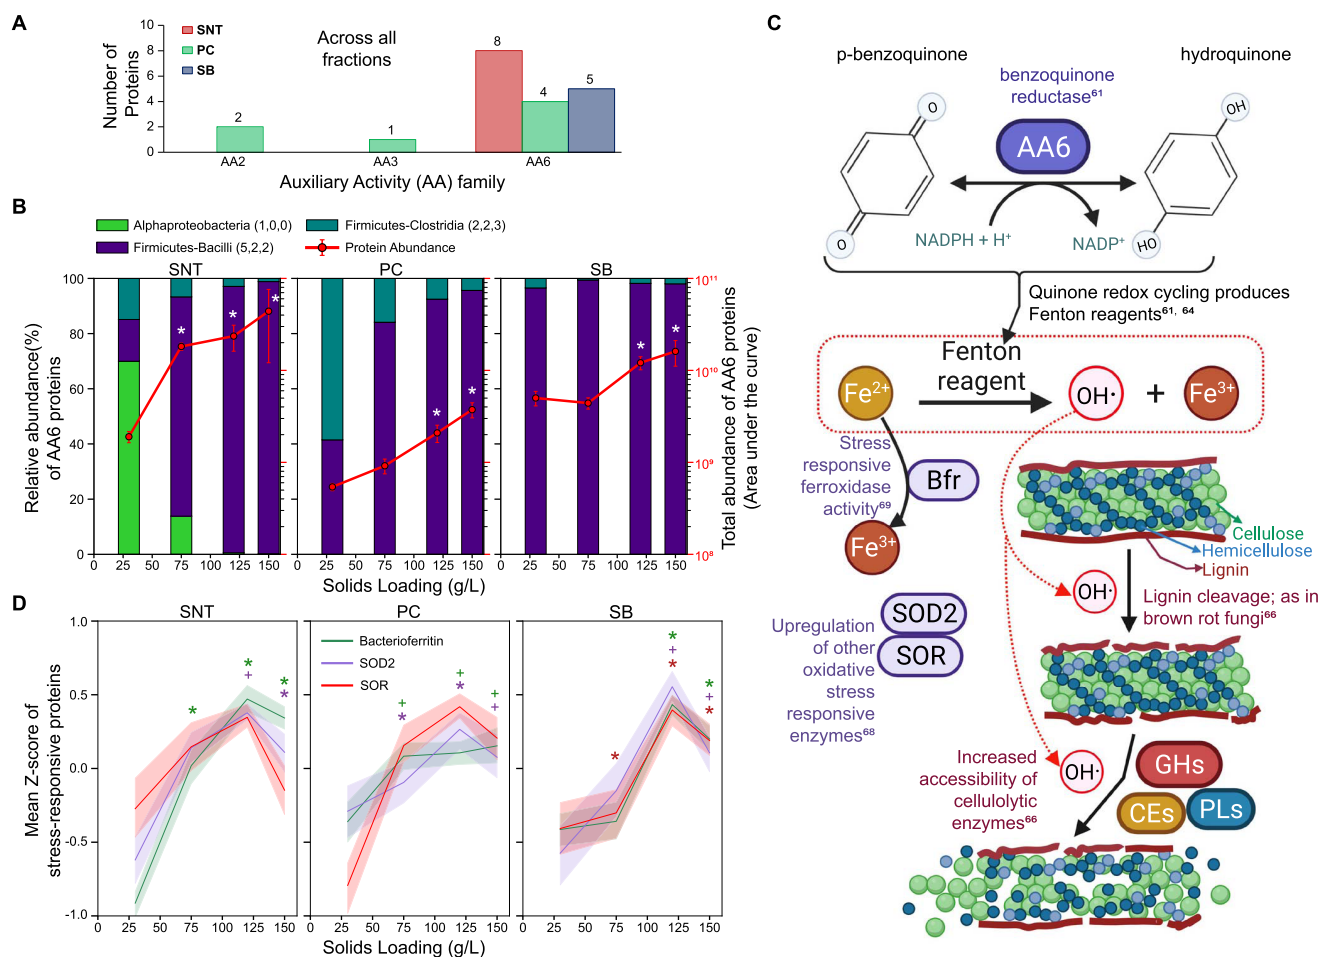 A
Number of
Proteins
10
8
6
4
2
0
SNT
PC
SB
Across all
fractions
2
1
8
4
5
AA2
AA3
AA6
Auxiliary Activity (AA) family
B
Alphaproteobacteria (1,0,0)
Firmicutes-Clostridia (2,2,3)
Firmicutes-Bacilli (5,2,2)
Protein Abundance
SNT
PC
SB
Relative abundance(%)
of AA6 proteins
100
80
60
40
20
0
* * *
* *
* *
10¹¹
10¹⁰
10⁹
10⁸
Total abundance of AA6 proteins
(Area under the curve)
0 25 50 75 100 125 150
0 25 50 75 100 125 150
0 25 50 75 100 125 150
Solids Loading (g/L)
D
SNT
PC
SB
Mean Z-score of
stress-responsive proteins
1.0
0.5
0.0
-0.5
-1.0
Bacterioferritin
SOD2
SOR
* * + * *
+ * + * + +
* * + * * + *
0 25 50 75 100 125 150
0 25 50 75 100 125 150
0 25 50 75 100 125 150
Solids Loading (g/L)
C
p-benzoquinone
hydroquinone
benzoquinone
reductase⁶¹
AA6
O
O
OH
HO
NADPH + H⁺
NADP⁺
Quinone redox cycling produces
Fenton reagents⁶¹, ⁶⁴
Fenton
reagent
Fe²⁺
OH·
+
Fe³⁺
Stress
responsive
ferroxidase
activity⁶⁹
Bfr
Fe³⁺
Cellulose
Hemicellulose
Lignin
OH·
Lignin cleavage; as in
brown rot fungi⁶⁶
SOD2
SOR
Upregulation
of other
oxidative
stress
responsive
enzymes⁶⁸
Increased
accessibility of
cellulolytic
enzymes⁶⁶
OH·
GHs
CEs
PLs